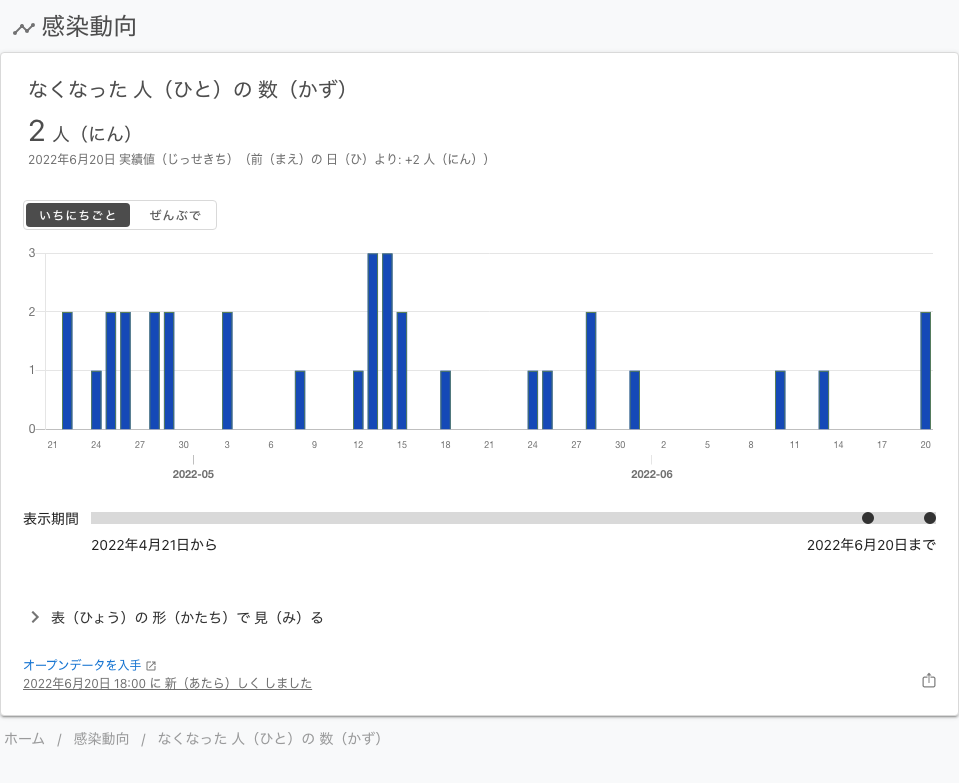 感染動向
なくなった 人（ひと）の 数（かず）
2 人（にん）
2022年6月20日 実績値（じっせきち）（前（まえ）の 日（ひ）より: +2 人（にん））
いちにちごと ぜんぶで
3
2
1
0
21 24 27 30 3 6 9 12 15 18 21 24 27 30 2 5 8 11 14 17 20
2022-05 2022-06
表示期間
2022年4月21日から 2022年6月20日まで
表（ひょう）の 形（かたち）で 見（み）る
オープンデータを入手
2022年6月20日 18:00 に 新（あたら）しく しました
ホーム / 感染動向 / なくなった 人（ひと）の 数（かず）